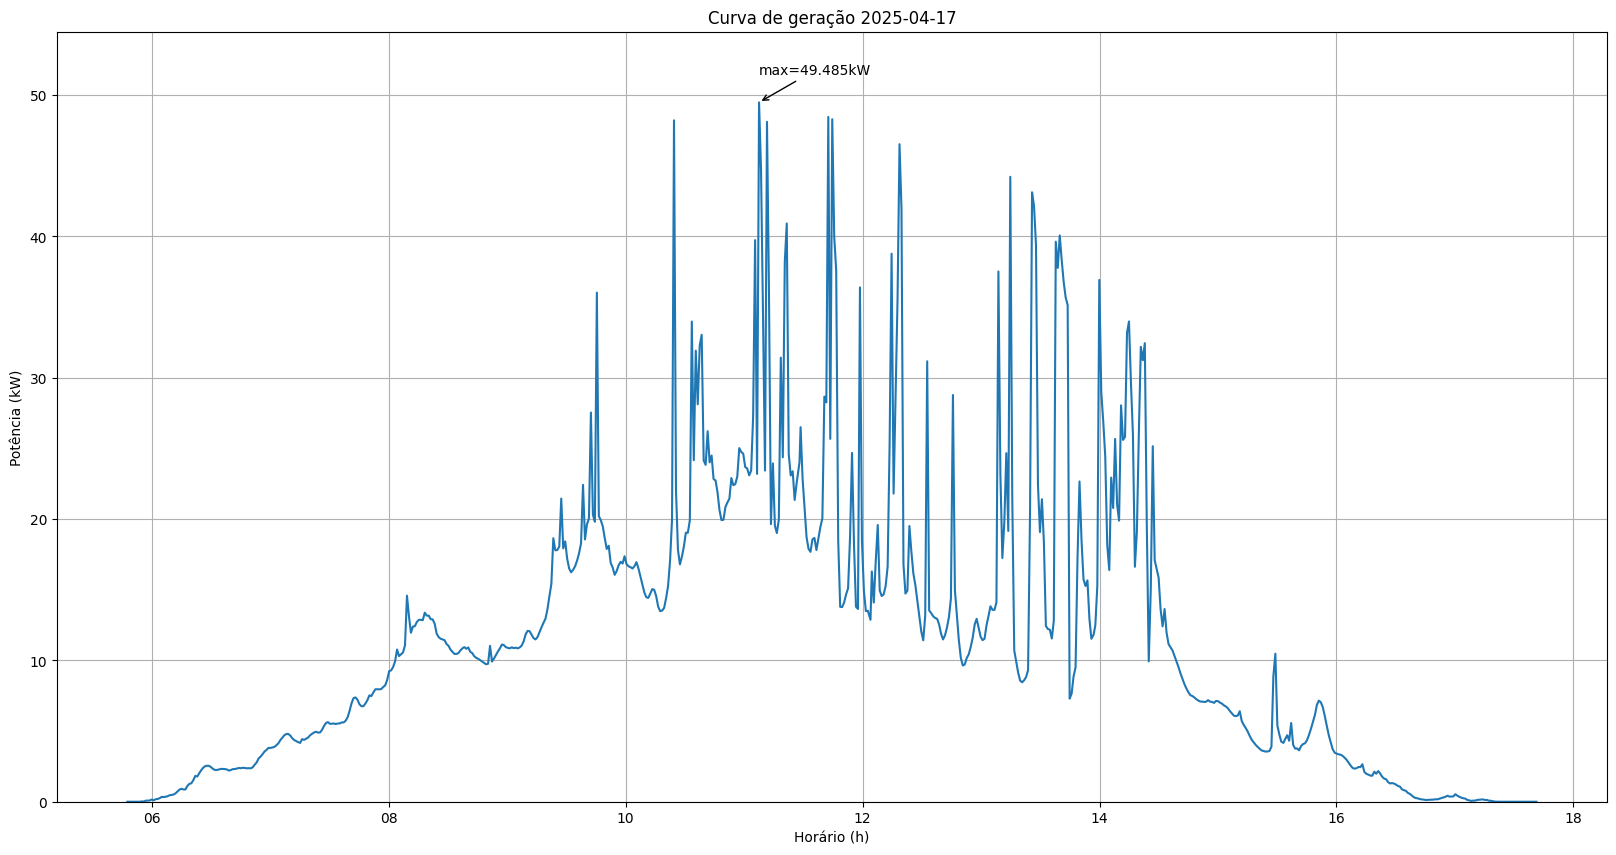 Curva de geração 2025-04-17
max=49.485kW
50
40
30
20
10
0
Potência (kW)
06 08 10 12 14 16 18
Horário (h)